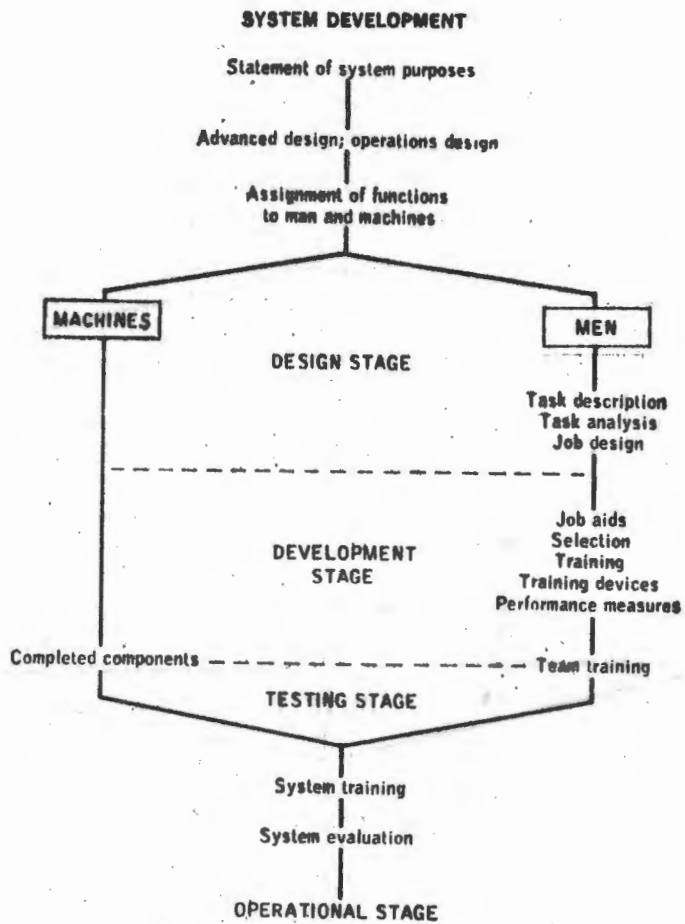 SYSTEM DEVELOPMENT
Statement of system purposes
Advanced design; operations design
Assignment of functions
to man and machines
MACHINES
MEN
DESIGN STAGE
Task description
Task analysis
Job design
Job aids
Selection
Training
Training devices
Performance measures
DEVELOPMENT
STAGE
Completed components
Team training
TESTING STAGE
System training
System evaluation
OPERATIONAL STAGE